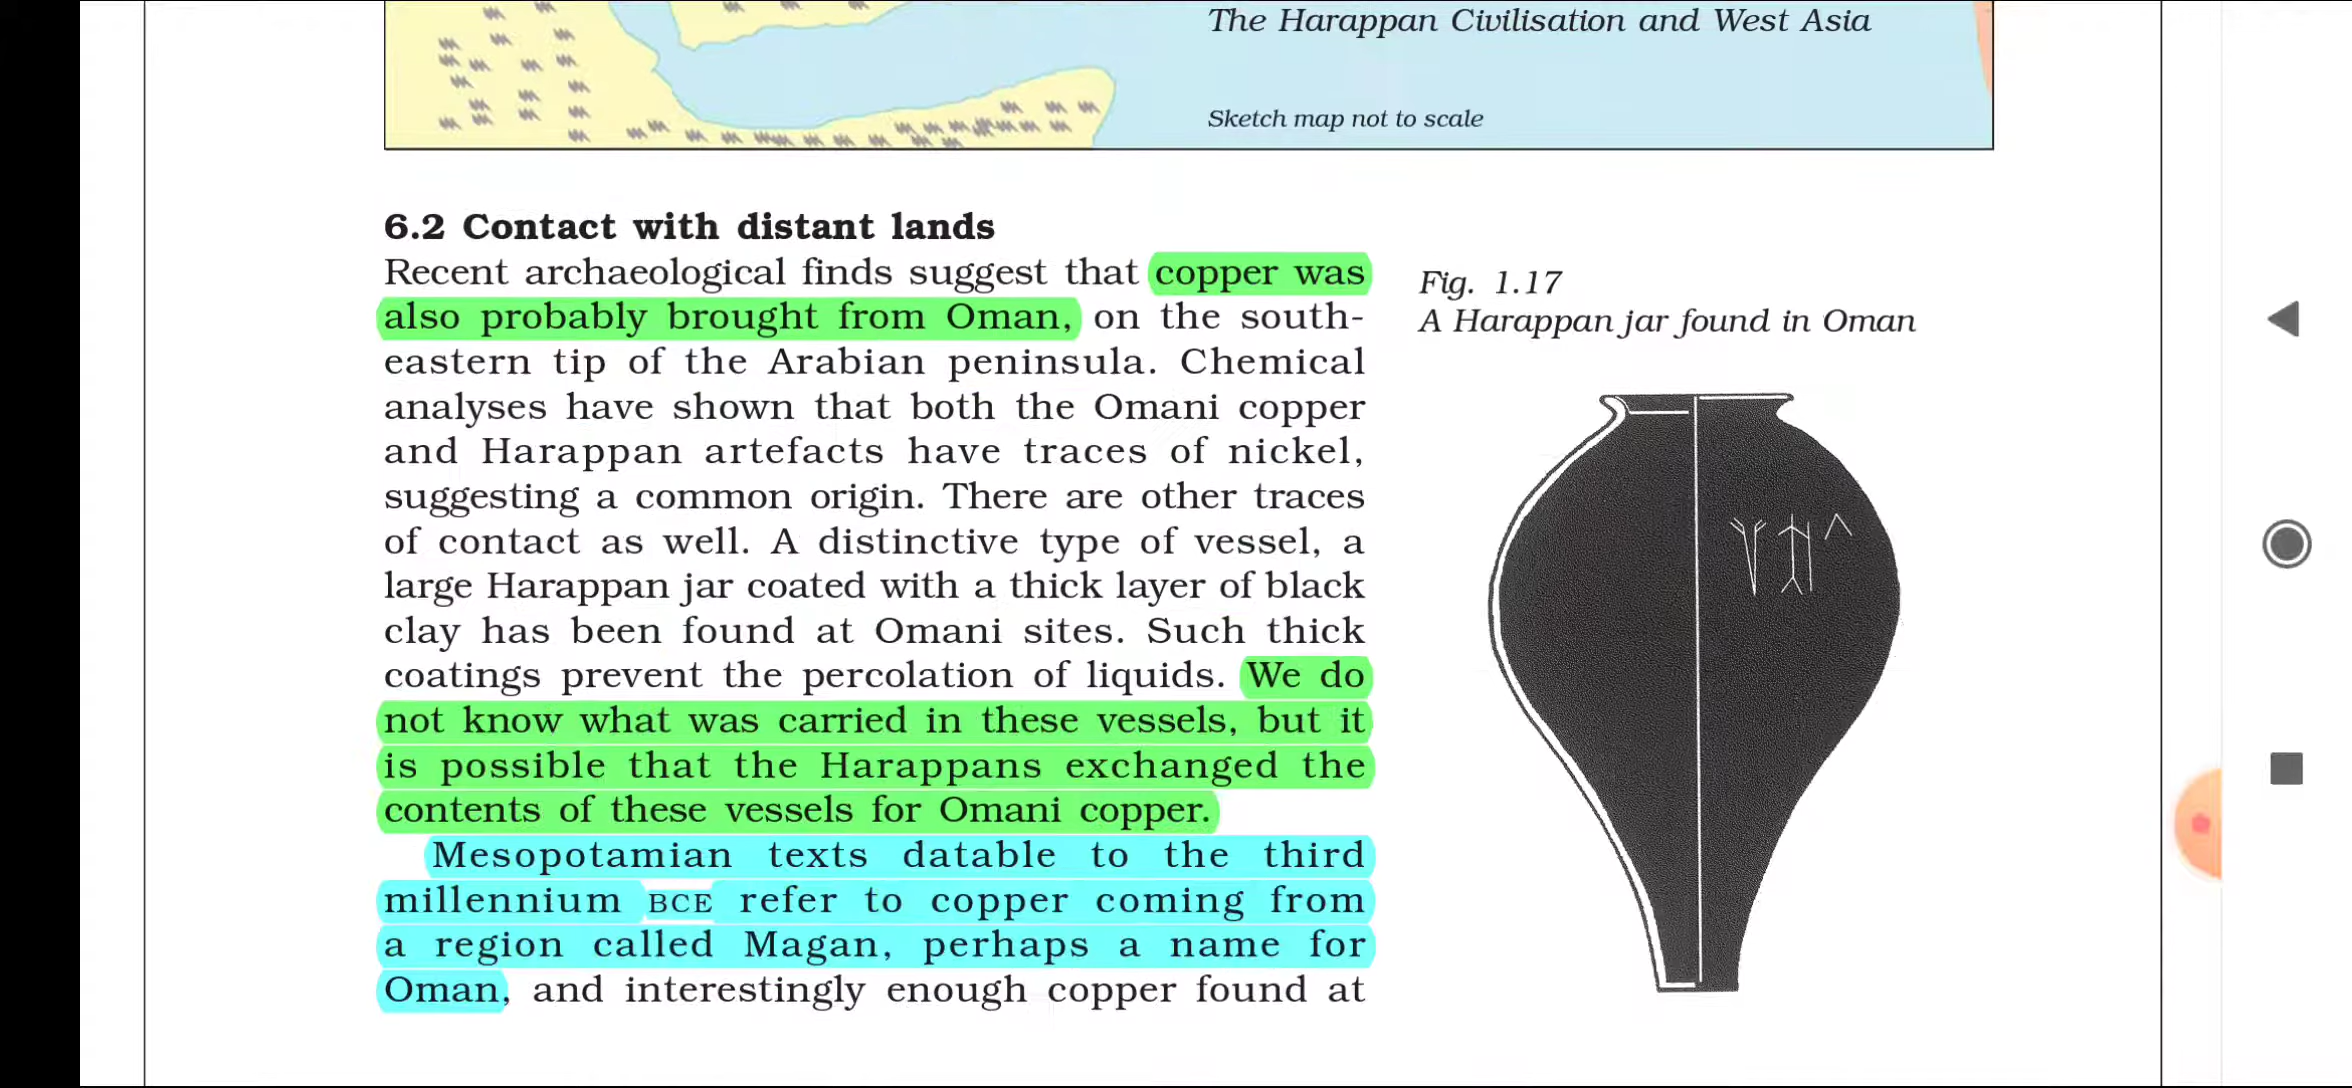 The Harappan Civilisation and West Asia
Sketch map not to scale
6.2 Contact with distant lands
Recent archaeological finds suggest that copper was
also probably brought from Oman, on the south-
eastern tip of the Arabian peninsula. Chemical
analyses have shown that both the Omani copper
and Harappan artefacts have traces of nickel,
suggesting a common origin. There are other traces
of contact as well. A distinctive type of vessel, a
large Harappan jar coated with a thick layer of black
clay has been found at Omani sites. Such thick
coatings prevent the percolation of liquids. We do
not know what was carried in these vessels, but it
is possible that the Harappans exchanged the
contents of these vessels for Omani copper.
Mesopotamian texts datable to the third
millennium BCE refer to copper coming from
a region called Magan, perhaps a name for
Oman, and interestingly enough copper found at
Fig. 1.17
A Harappan jar found in Oman